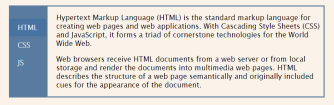 HTML
CSS
JS
Hypertext Markup Language (HTML) is the standard markup language for
creating web pages and web applications. With Cascading Style Sheets (CSS)
and JavaScript, it forms a triad of cornerstone technologies for the World
Wide Web.
Web browsers receive HTML documents from a web server or from local
storage and render the documents into multimedia web pages. HTML
describes the structure of a web page semantically and originally included
cues for the appearance of the document.